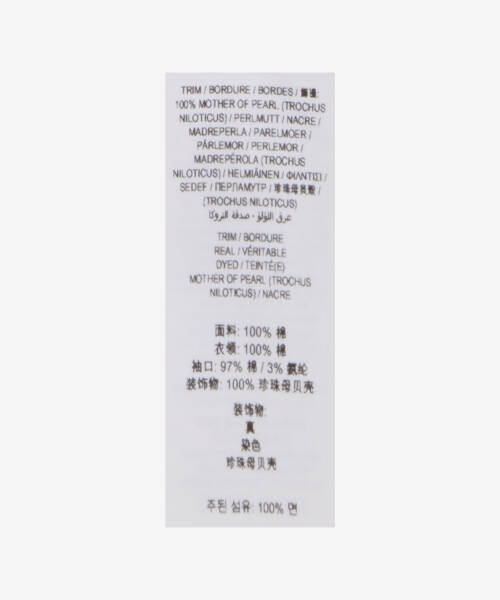 TRIM / BORDURE / BORDES / 飾邊:
100% MOTHER OF PEARL (TROCHUS
NILOTICUS) / PERLMUTT / NACRE /
MADREPERLA / PARELMOER /
PÄRLEMOR / PERLEMOR /
MADREPÉROLA (TROCHUS
NILOTICUS) / HELMIÄINEN / ΦΙΛΝΤΙΣΙ /
SEDEF / ПЕРЛАМУТР / 珍珠母貝殼 /
(TROCHUS NILOTICUS)
عرق اللؤلؤ - صدفة التروكا
TRIM / BORDURE
REAL / VÉRITABLE
DYED / TEINTÉ(E)
MOTHER OF PEARL (TROCHUS
NILOTICUS) / NACRE
面料: 100% 棉
衣领: 100% 棉
袖口: 97% 棉 / 3% 氨纶
装饰物: 100% 珍珠母贝壳
装饰物:
真
染色
珍珠母贝壳
주된 섬유: 100% 면